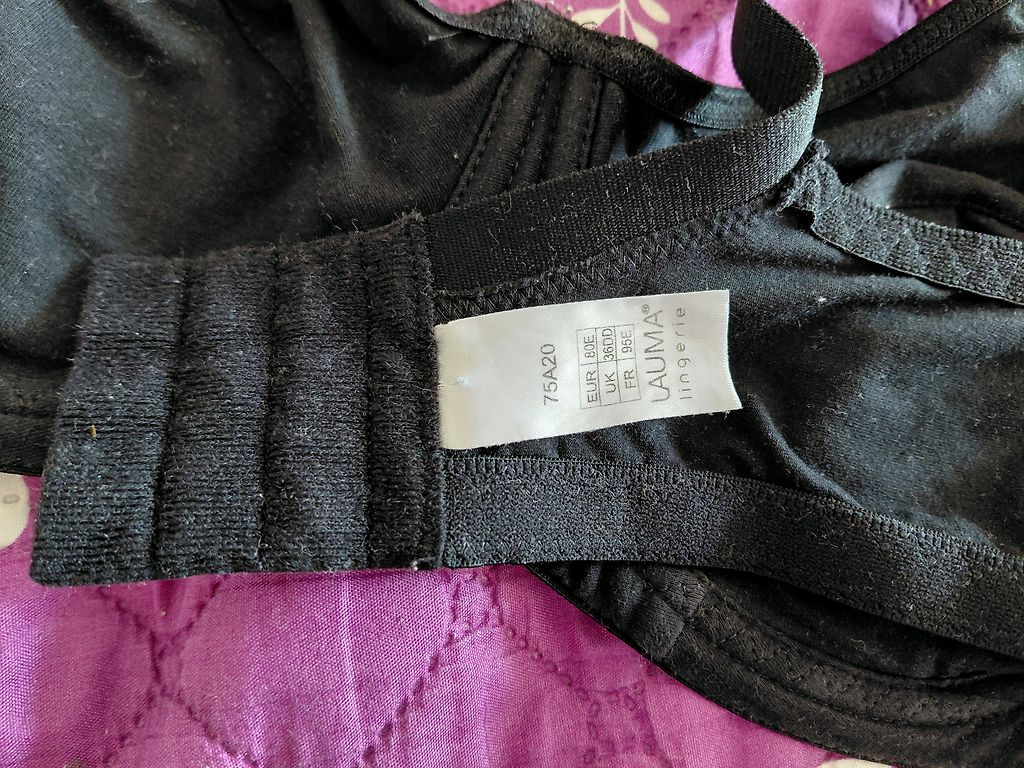 75A20
EUR 80E
UK 36DD
FR 95E
LAUMA®
lingerie